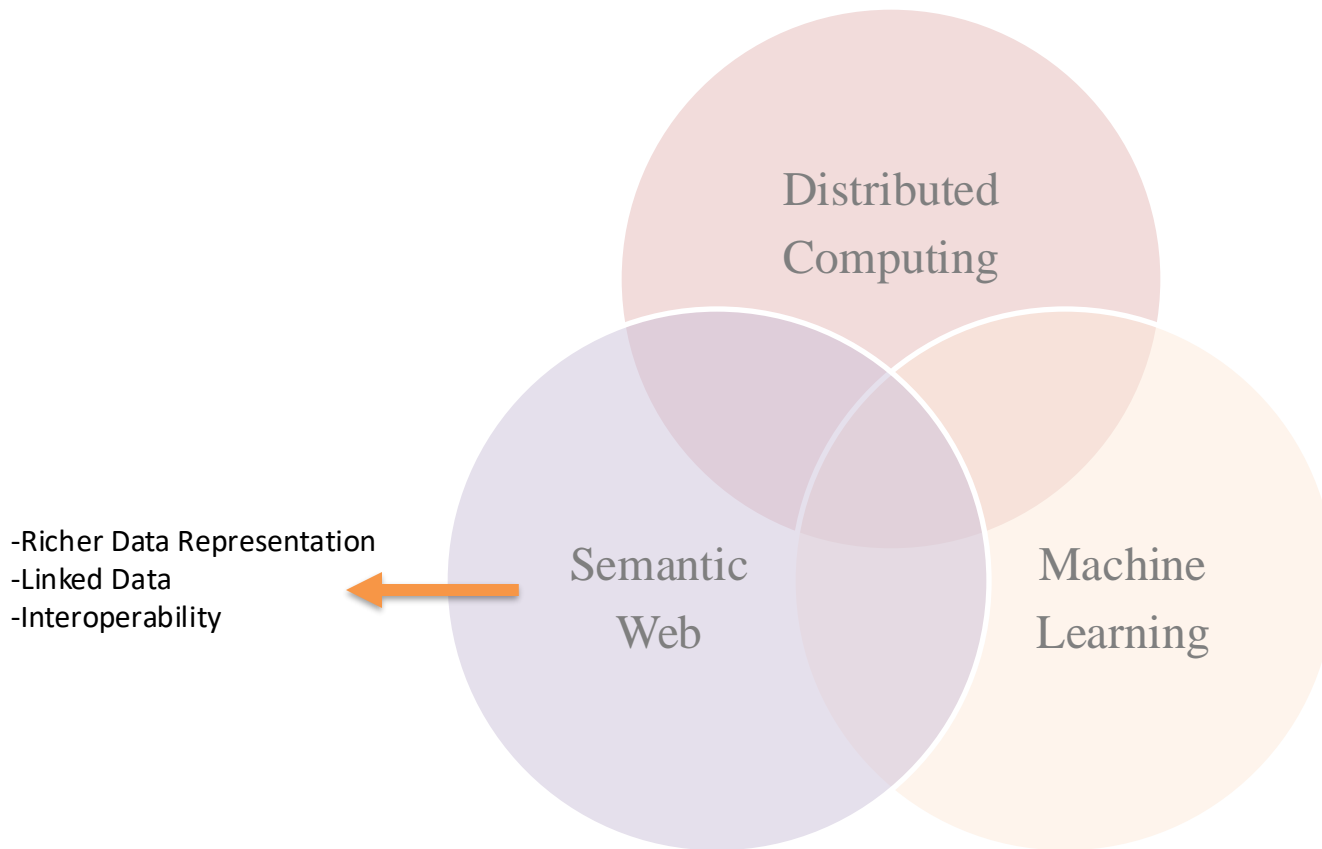 Distributed
Computing
-Richer Data Representation
-Linked Data
-Interoperability
Semantic
Web
Machine
Learning